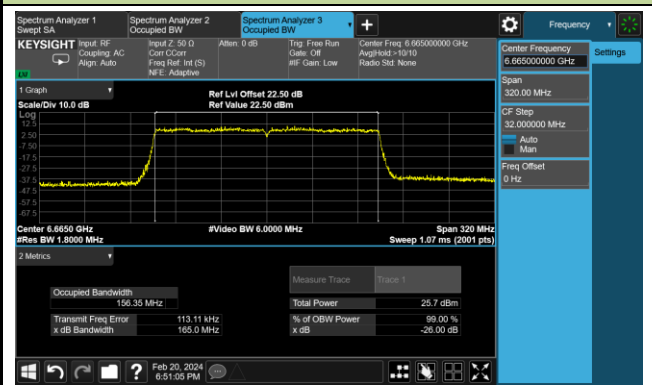 Spectrum Analyzer 1
Swept SA
Spectrum Analyzer 2
Occupied BW
Spectrum Analyzer 3
Occupied BW
Frequency
KEYSIGHT
Input: RF
Coupling: AC
Align: Auto
Input Z: 50 Ω
Corr CCorr
Freq Ref: Int (S)
NFE: Adaptive
Atten: 0 dB
Trig: Free Run
Gate: Off
#IF Gain: Low
Center Freq: 6.665000000 GHz
Avg|Hold:>10/10
Radio Std: None
Center Frequency
6.665000000 GHz
Settings
Span
320.00 MHz
CF Step
32.000000 MHz
Auto
Man
Freq Offset
0 Hz
1 Graph
Ref Lvl Offset 22.50 dB
Scale/Div 10.0 dB
Ref Value 22.50 dBm
Log
12.5
2.50
-7.50
-17.5
-27.5
-37.5
-47.5
-57.5
-67.5
Center 6.6650 GHz
#Video BW 6.0000 MHz
Span 320 MHz
#Res BW 1.8000 MHz
Sweep 1.07 ms (2001 pts)
2 Metrics
Measure Trace
Trace 1
Occupied Bandwidth
156.35 MHz
Total Power
25.7 dBm
Transmit Freq Error
113.11 kHz
% of OBW Power
99.00 %
x dB Bandwidth
165.0 MHz
x dB
-26.00 dB
?
Feb 20, 2024
6:51:05 PM